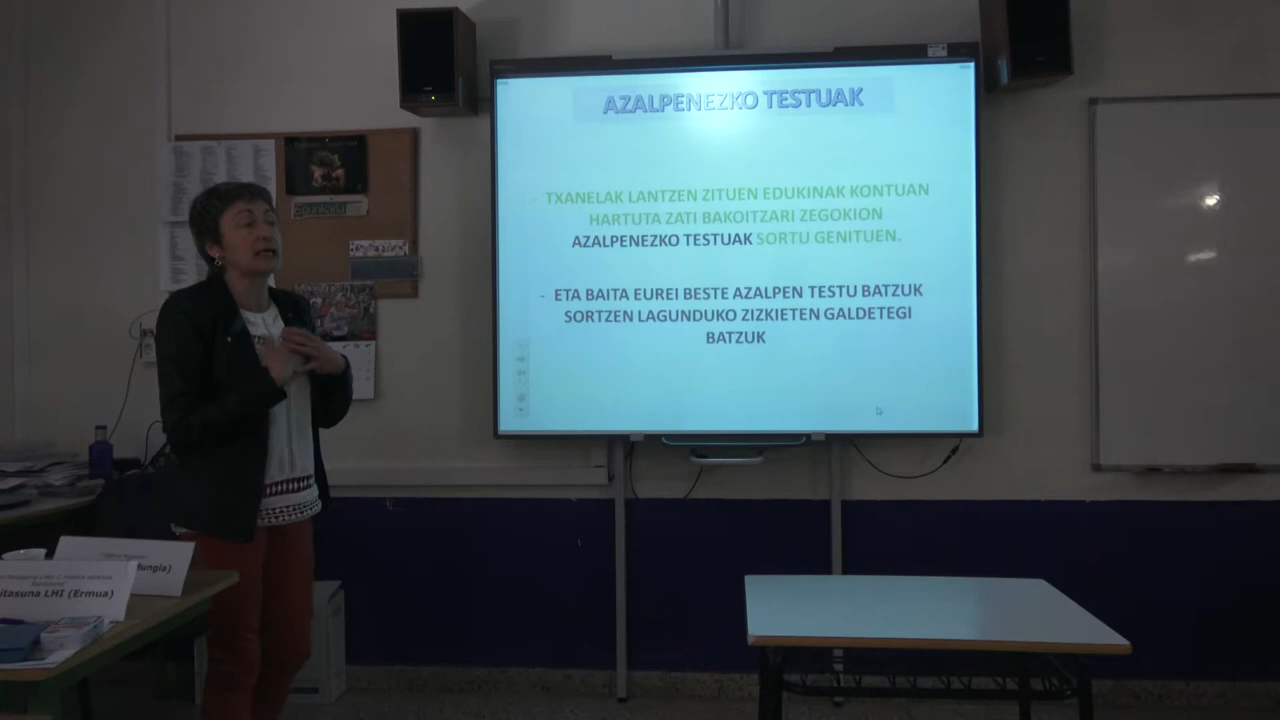 AZALPENEZKO TESTUAK
- TXANELAK LANTZEN ZITUEN EDUKINAK KONTUAN
HARTUTA ZATI BAKOITZARI ZEGOKION
AZALPENEZKO TESTUAK SORTU GENITUEN.
- ETA BAITA EUREI BESTE AZALPEN TESTU BATZUK
SORTZEN LAGUNDUKO ZIZKIETEN GALDETEGI
BATZUK
itasuna LHI (Ermua)